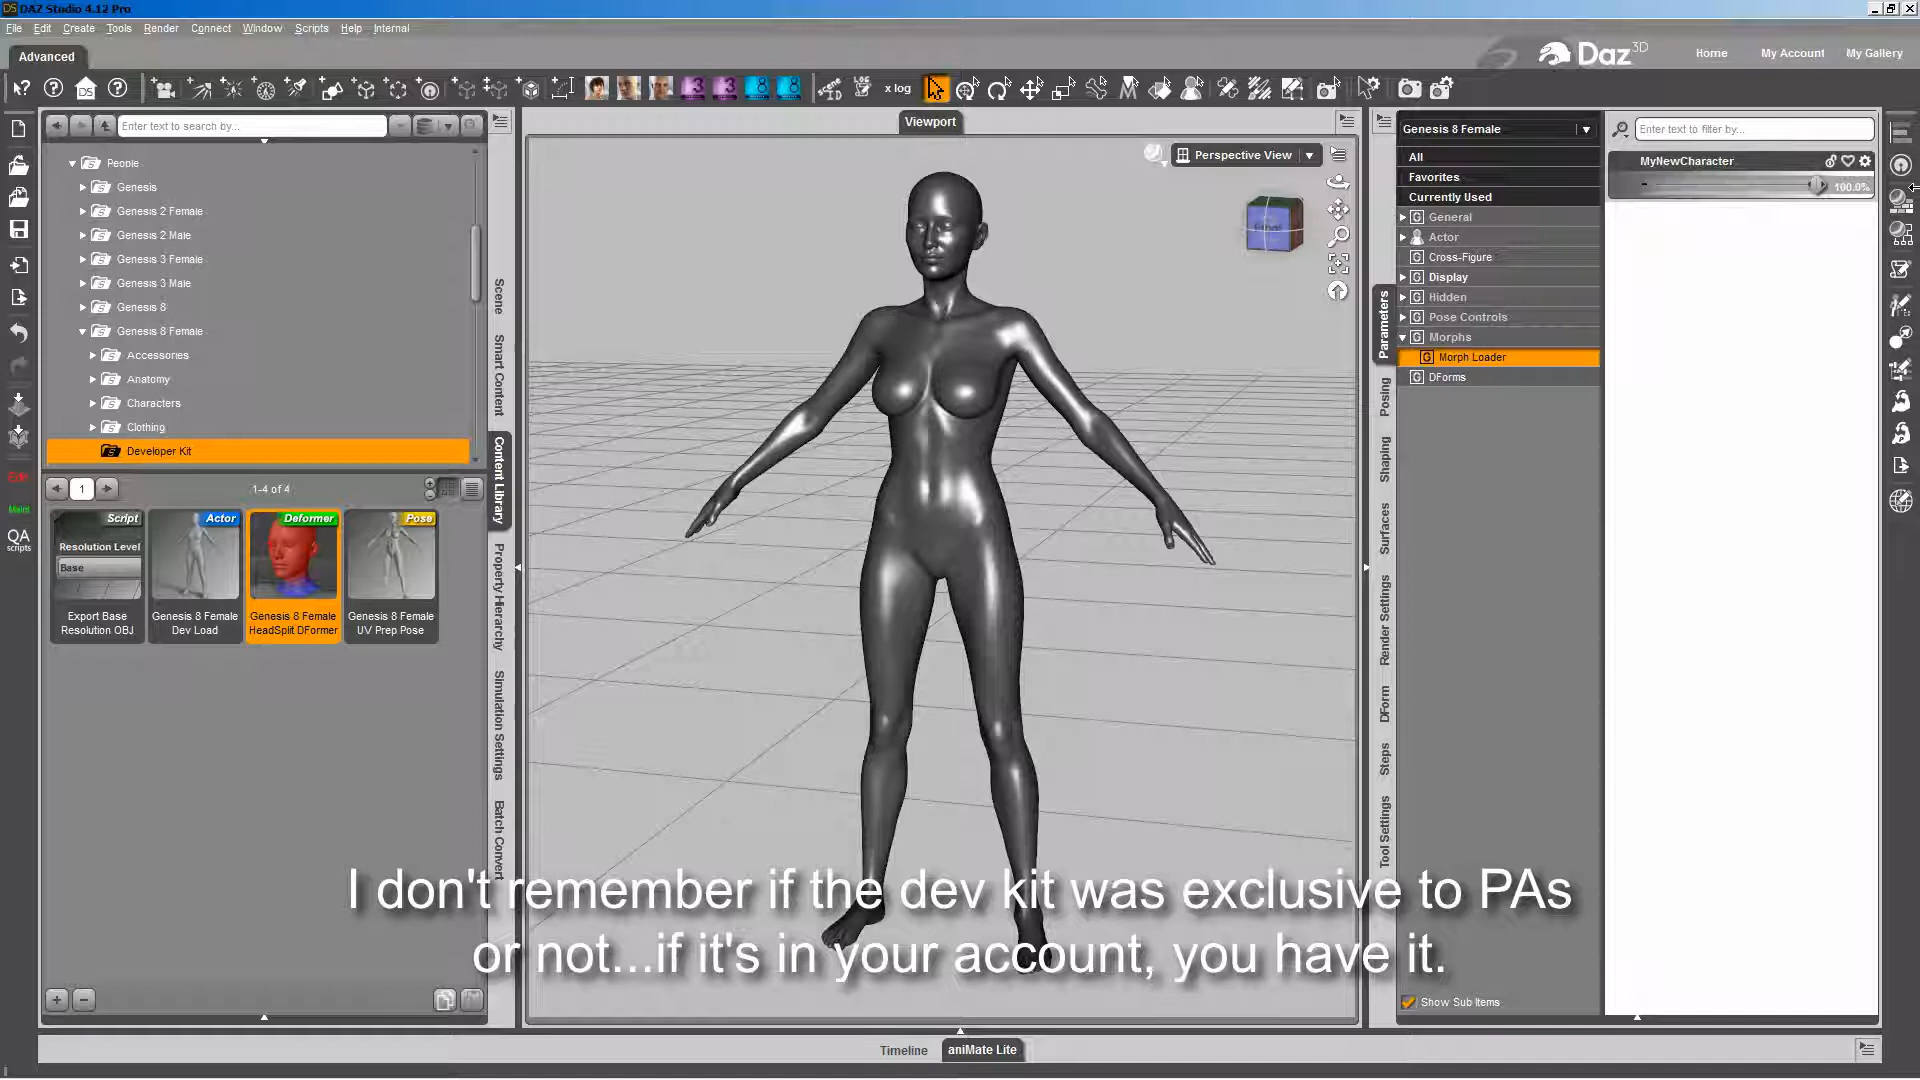 DAZ Studio 4.12 Pro
File Edit Create Tools Render Connect Window Scripts Help Internal
Advanced
Daz 3D
Home My Account My Gallery
x log
Enter text to search by...
People
Genesis
Genesis 2 Female
Genesis 2 Male
Genesis 3 Female
Genesis 3 Male
Genesis 8
Genesis 8 Female
Accessories
Anatomy
Characters
Clothing
Developer Kit
1
1-4 of 4
Script
Resolution Level
Base
Export Base
Resolution OBJ
Actor
Genesis 8 Female
Dev Load
Deformer
Genesis 8 Female
HeadSplit DFormer
Pose
Genesis 8 Female
UV Prep Pose
QA
scripts
Scene
Smart Content
Content Library
Property Hierarchy
Simulation Settings
Batch Convert
Viewport
Perspective View
Parameters
Posing
Shaping
Surfaces
Render Settings
DForm
Steps
Tool Settings
Genesis 8 Female
All
Favorites
Currently Used
General
Actor
Cross-Figure
Display
Hidden
Pose Controls
Morphs
Morph Loader
DForms
Show Sub Items
Enter text to filter by...
MyNewCharacter
100.0%
I don't remember if the dev kit was exclusive to PAs
or not...if it's in your account, you have it.
Timeline
aniMate Lite